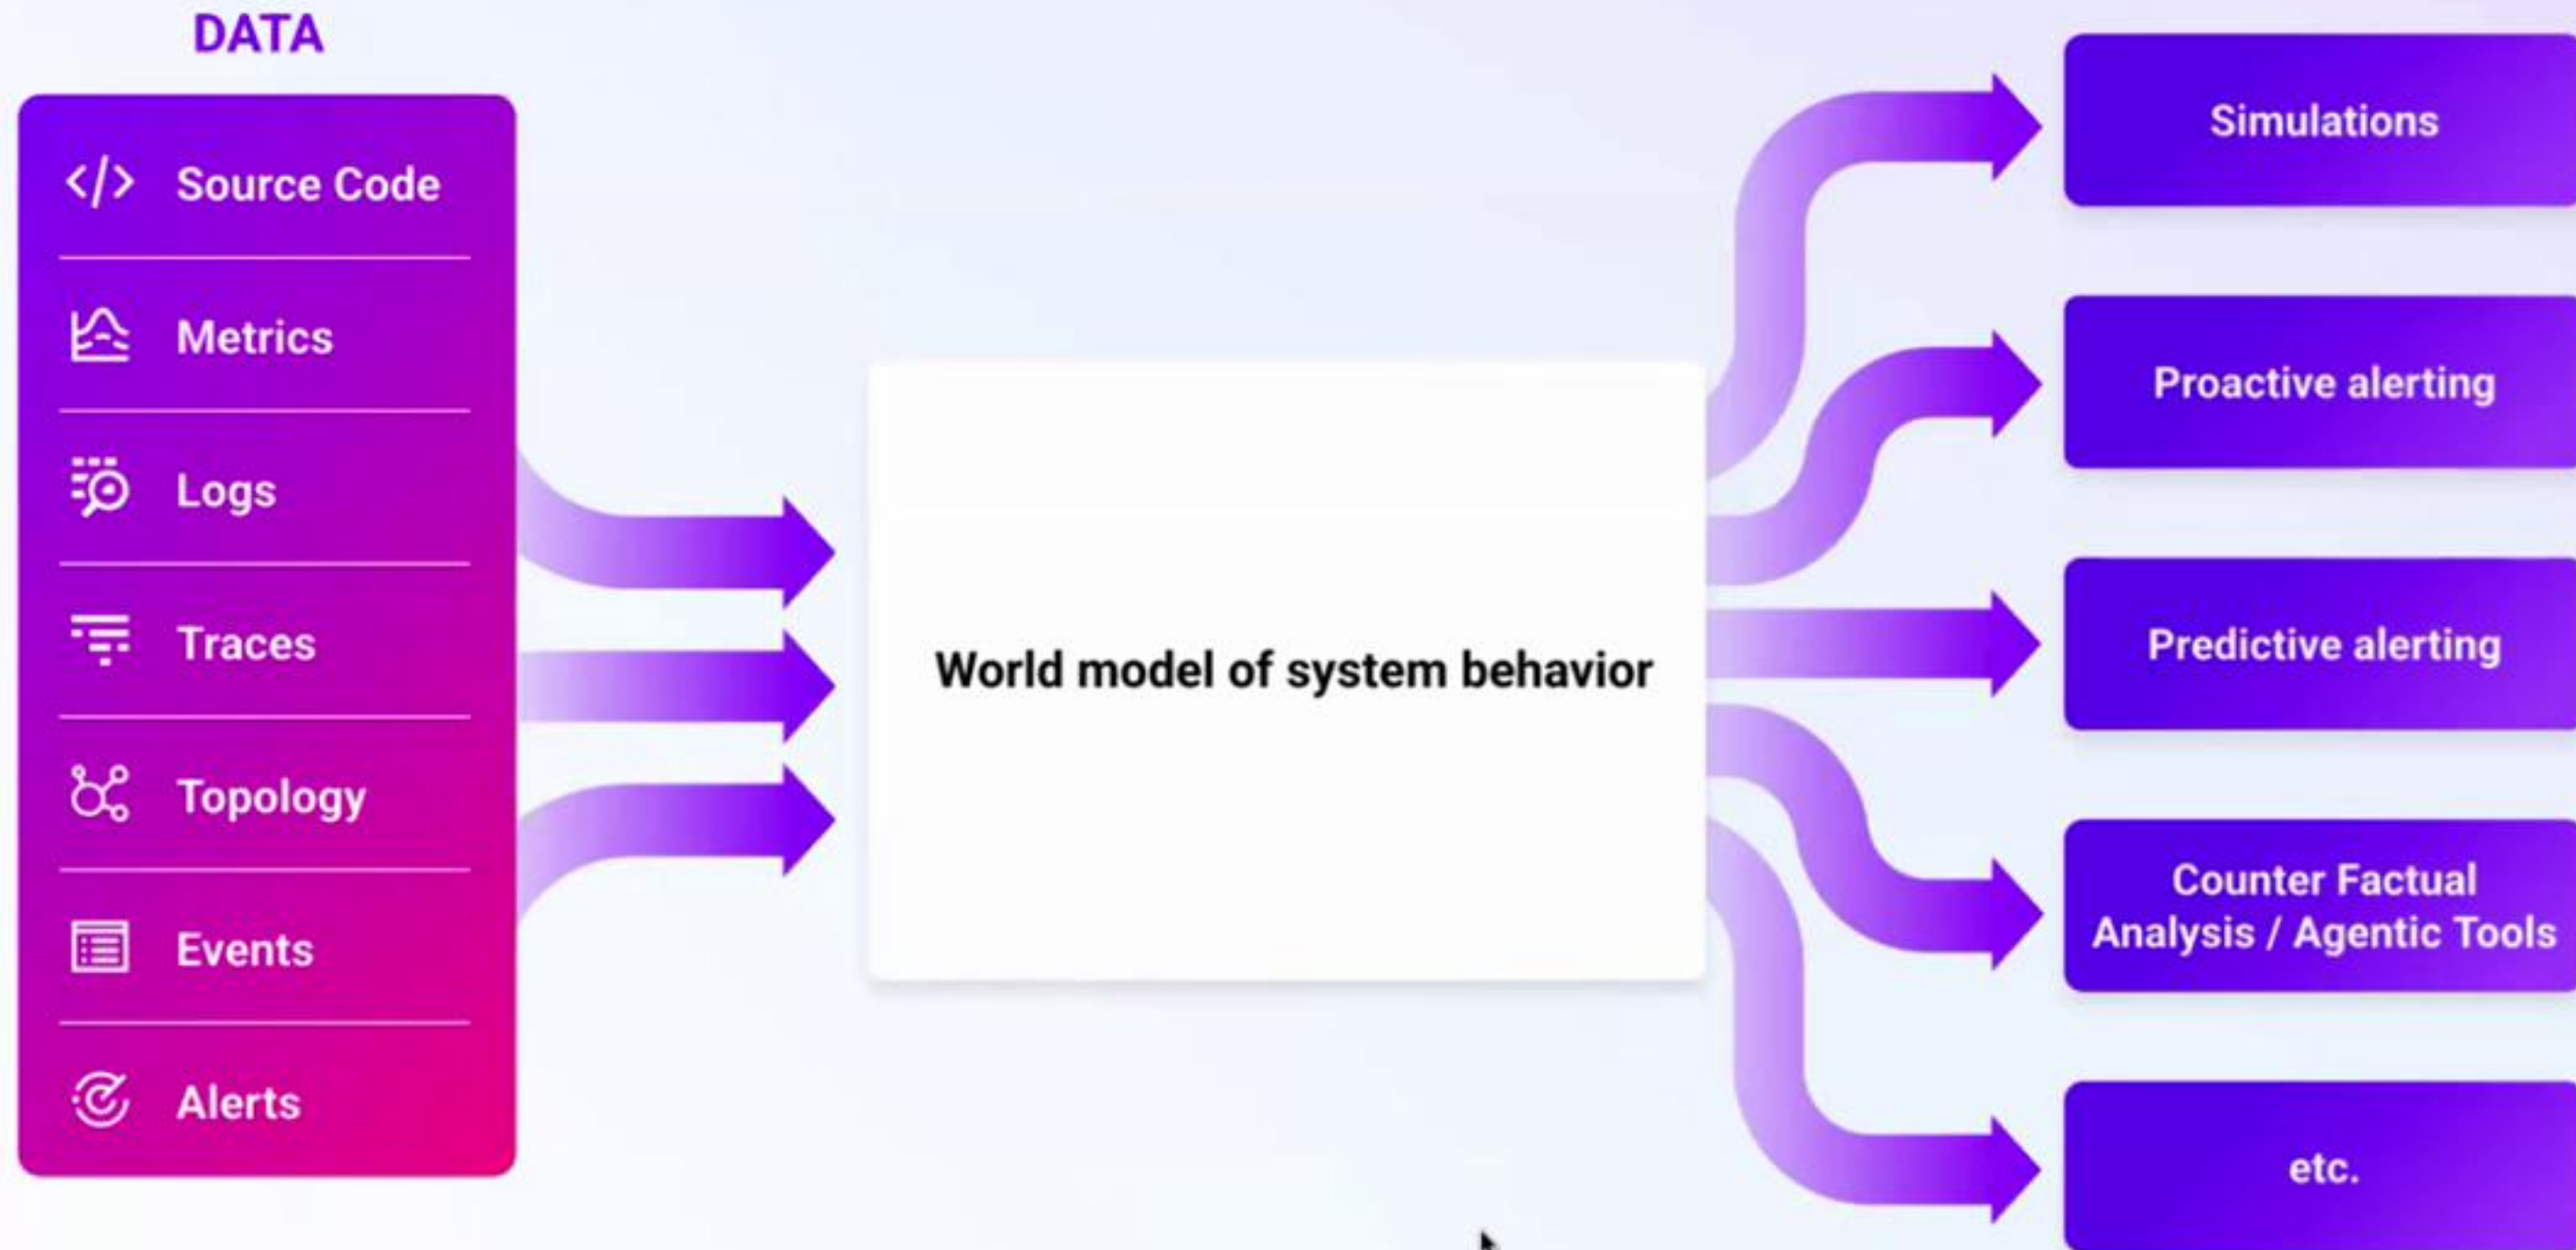 DATA
Source Code
Metrics
Logs
Traces
Topology
Events
Alerts
World model of system behavior
Simulations
Proactive alerting
Predictive alerting
Counter Factual
Analysis / Agentic Tools
etc.